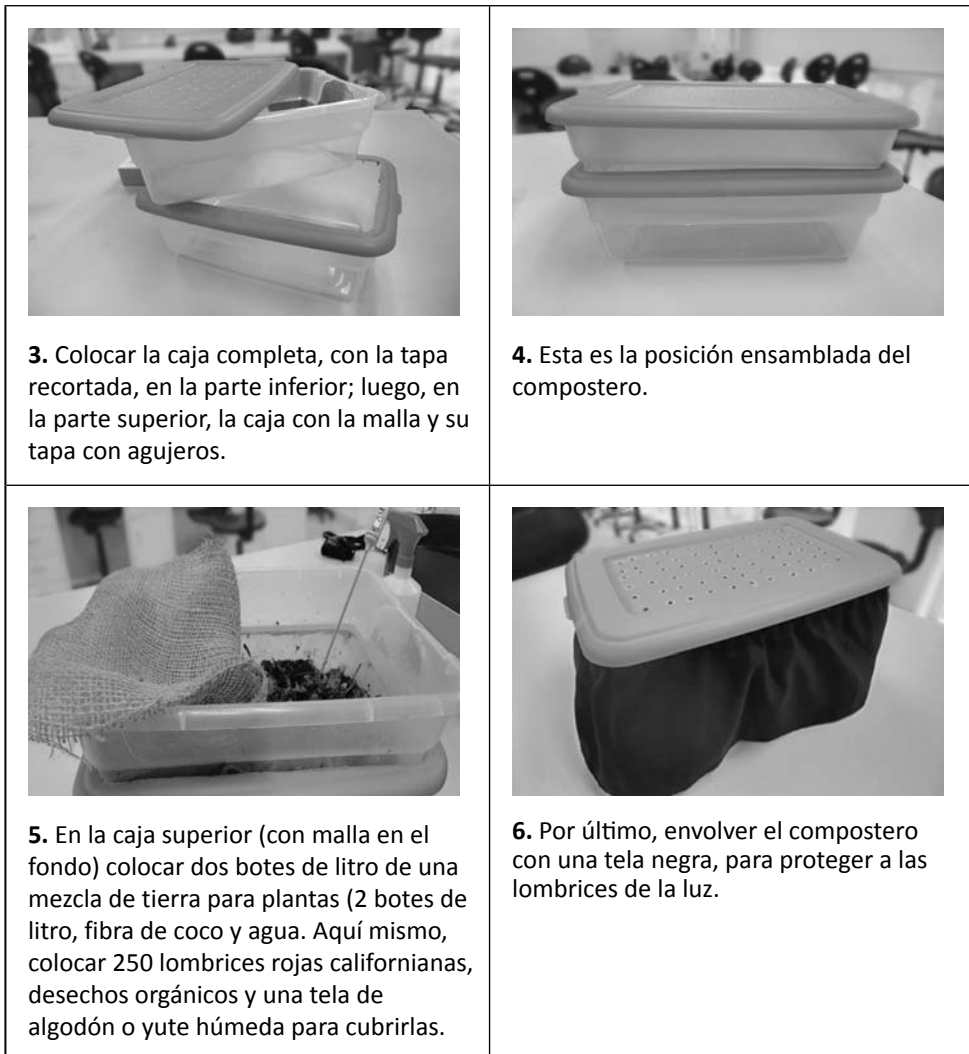 3. Colocar la caja completa, con la tapa
recortada, en la parte inferior; luego, en
la parte superior, la caja con la malla y su
tapa con agujeros.
4. Esta es la posición ensamblada del
compostero.
5. En la caja superior (con malla en el
fondo) colocar dos botes de litro de una
mezcla de tierra para plantas (2 botes de
litro, fibra de coco y agua. Aquí mismo,
colocar 250 lombrices rojas californianas,
desechos orgánicos y una tela de
algodón o yute húmeda para cubrirlas.
6. Por último, envolver el compostero
con una tela negra, para proteger a las
lombrices de la luz.